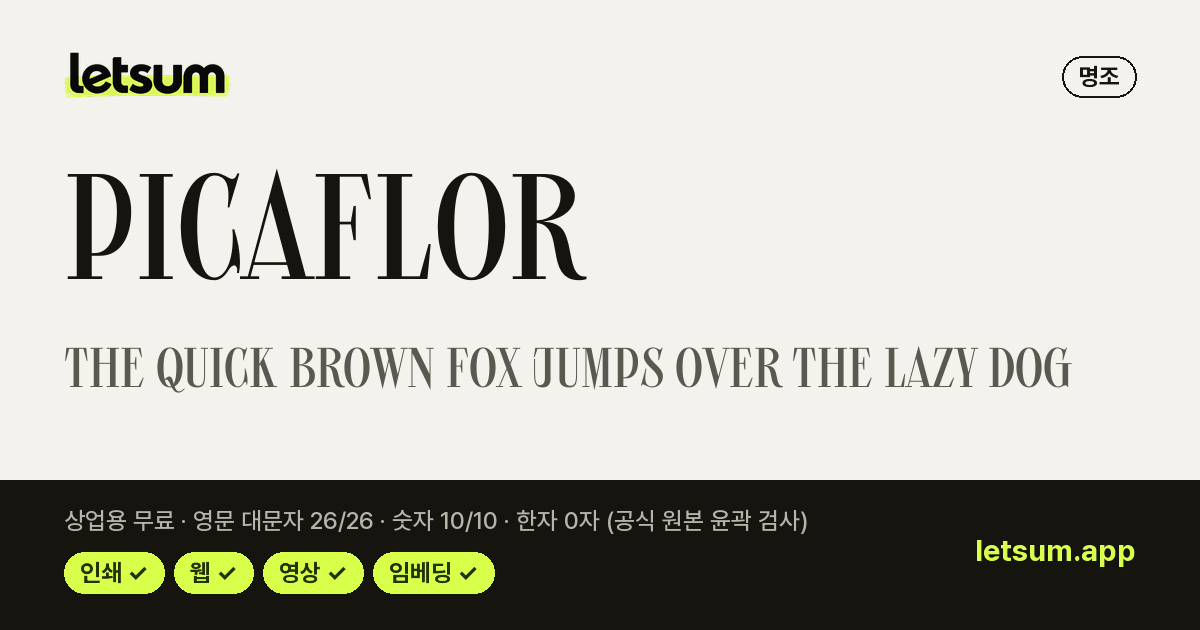 letsum
명조
PICAFLOR
THE QUICK BROWN FOX JUMPS OVER THE LAZY DOG
상업용 무료 · 영문 대문자 26/26 · 숫자 10/10 · 한자 0자 (공식 원본 윤곽 검사)
인쇄 ✓ 웹 ✓ 영상 ✓ 임베딩 ✓
letsum.app